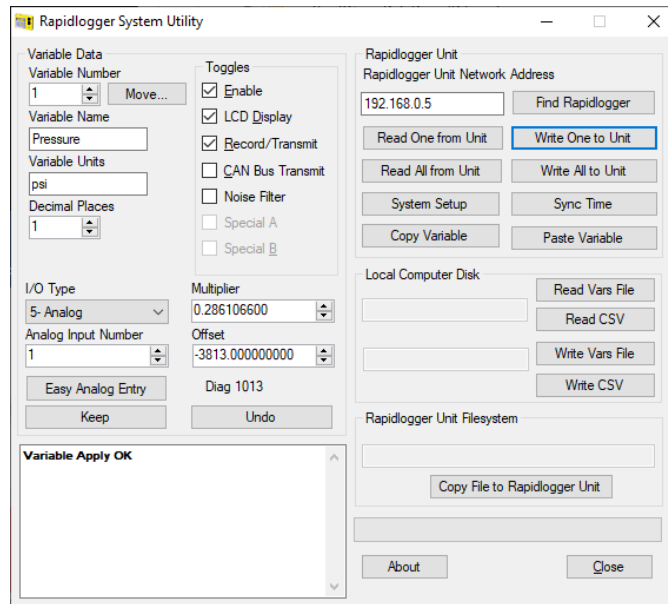 Rapidlogger System Utility
Variable Data
Variable Number
1
Move...
Variable Name
Pressure
Variable Units
psi
Decimal Places
1
Toggles
Enable
LCD Display
Record/Transmit
CAN Bus Transmit
Noise Filter
Special A
Special B
I/O Type
5- Analog
Multiplier
0.286106600
Analog Input Number
1
Offset
-3813.000000000
Easy Analog Entry
Diag 1013
Keep
Undo
Variable Apply OK
Rapidlogger Unit
Rapidlogger Unit Network Address
192.168.0.5
Find Rapidlogger
Read One from Unit
Write One to Unit
Read All from Unit
Write All to Unit
System Setup
Sync Time
Copy Variable
Paste Variable
Local Computer Disk
Read Vars File
Read CSV
Write Vars File
Write CSV
Rapidlogger Unit Filesystem
Copy File to Rapidlogger Unit
About
Close